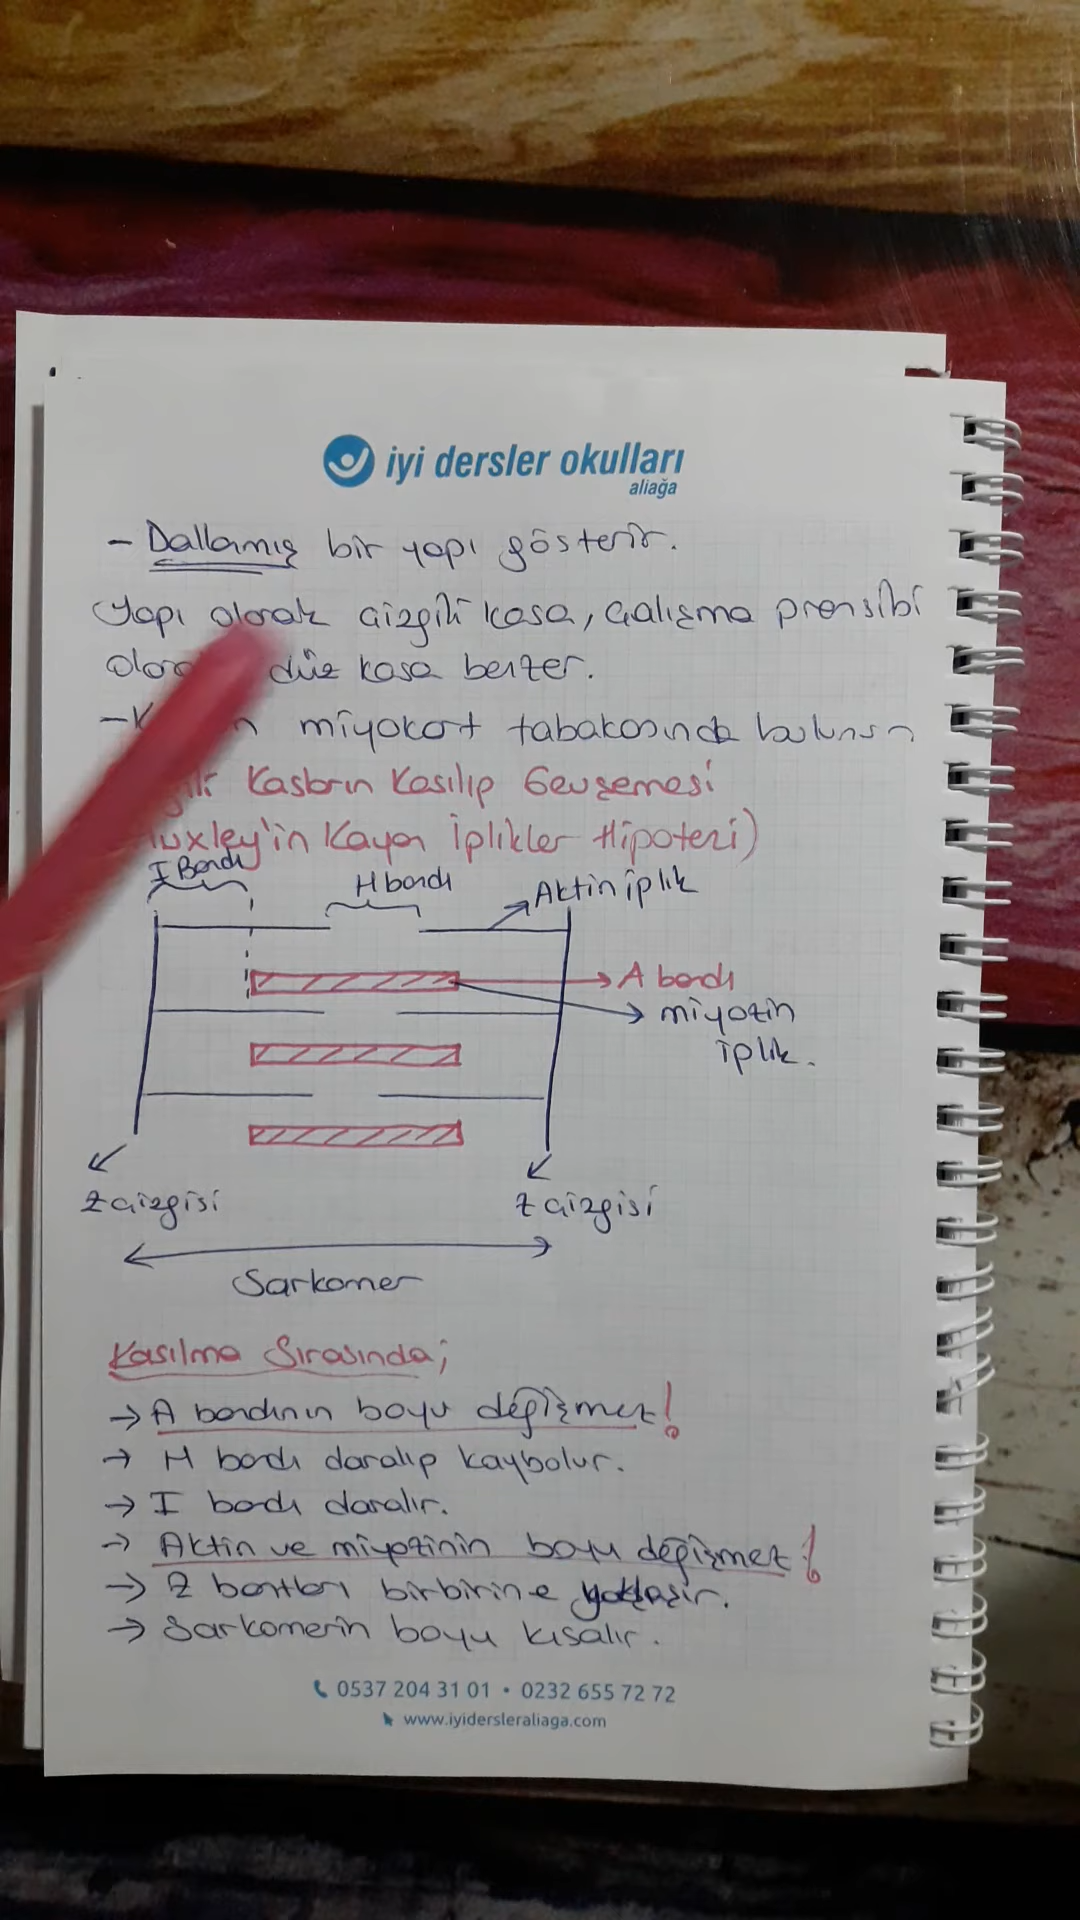 iyi dersler okulları
aliağa
- Dallanmış bir yapı gösterir.
Yapı olarak çizgili kasa, çalışma prensibi
düz kasa benzer.
miyokart tabakasında bulunur
Kasların Kasılıp Gevşemesi
Huxley'in Kayan İplikler Hipotezi)
I Bandı
H bandı
Aktin iplik
A bandı
miyozin
iplik.
Z çizgisi
Z çizgisi
Sarkomer
Kasılma Sırasında;
→ A bandının boyu değişmez!
→ H bandı daralıp kaybolur.
→ I bandı daralır.
→ Aktin ve miyozinin boyu değişmez!
→ Z bantları birbirine yaklaşır.
→ Sarkomerin boyu kısalır.
0537 204 31 01 • 0232 655 72 72
www.iyidersleraliaga.com